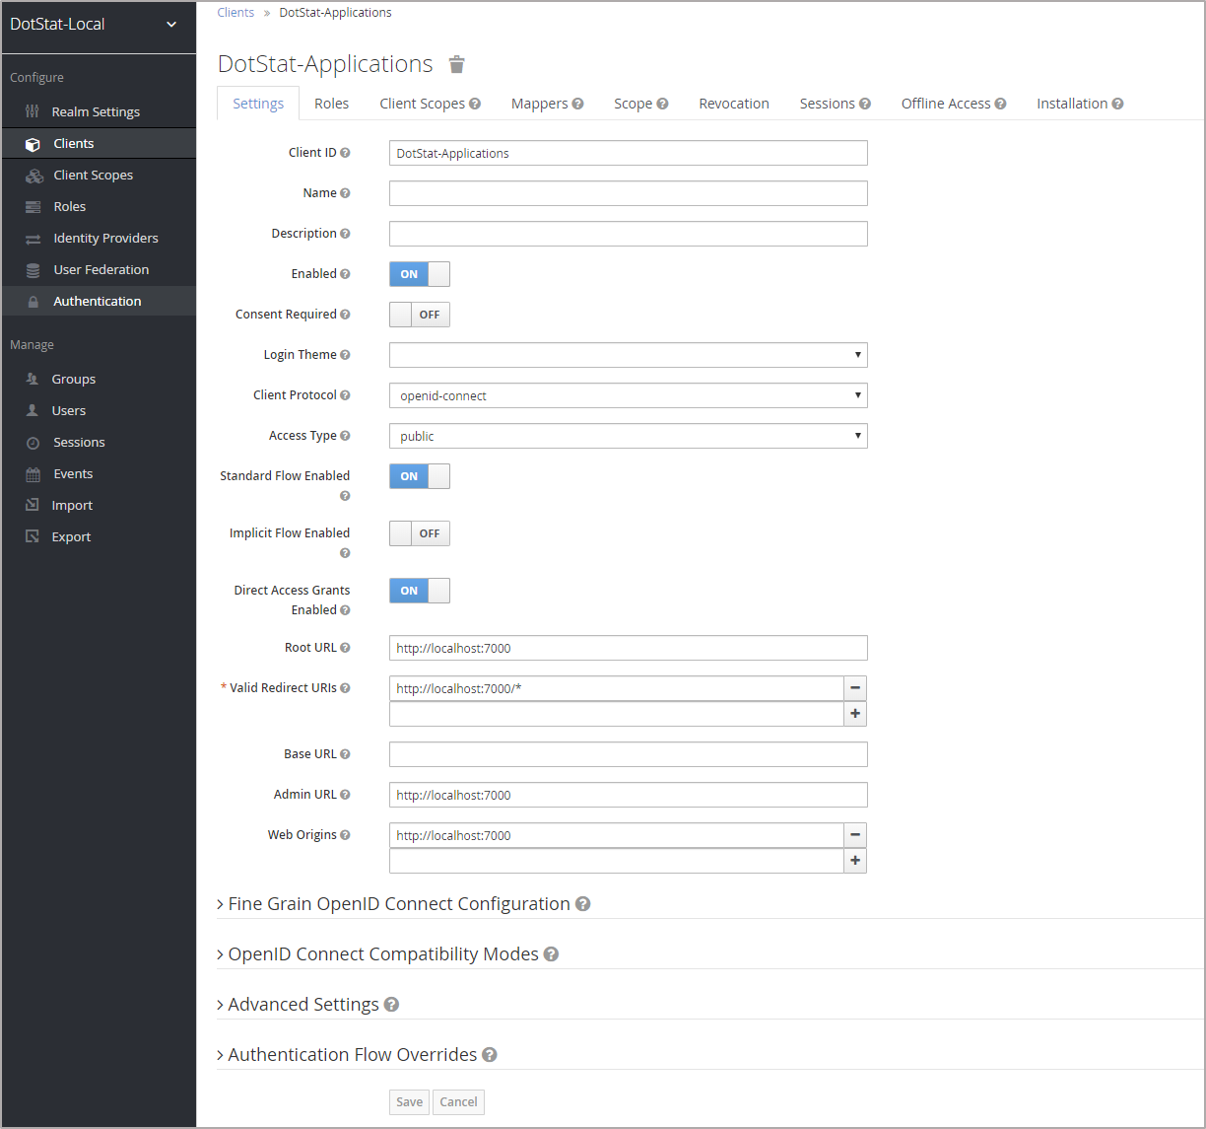 DotStat-Local
Configure
Realm Settings
Clients
Client Scopes
Roles
Identity Providers
User Federation
Authentication
Manage
Groups
Users
Sessions
Events
Import
Export
Clients » DotStat-Applications
DotStat-Applications
Settings Roles Client Scopes Mappers Scope Revocation Sessions Offline Access Installation
Client ID DotStat-Applications
Name
Description
Enabled ON
Consent Required OFF
Login Theme
Client Protocol openid-connect
Access Type public
Standard Flow Enabled ON
Implicit Flow Enabled OFF
Direct Access Grants ON
Enabled
Root URL http://localhost:7000
* Valid Redirect URIs http://localhost:7000/*
Base URL
Admin URL http://localhost:7000
Web Origins http://localhost:7000
Fine Grain OpenID Connect Configuration
OpenID Connect Compatibility Modes
Advanced Settings
Authentication Flow Overrides
Save Cancel